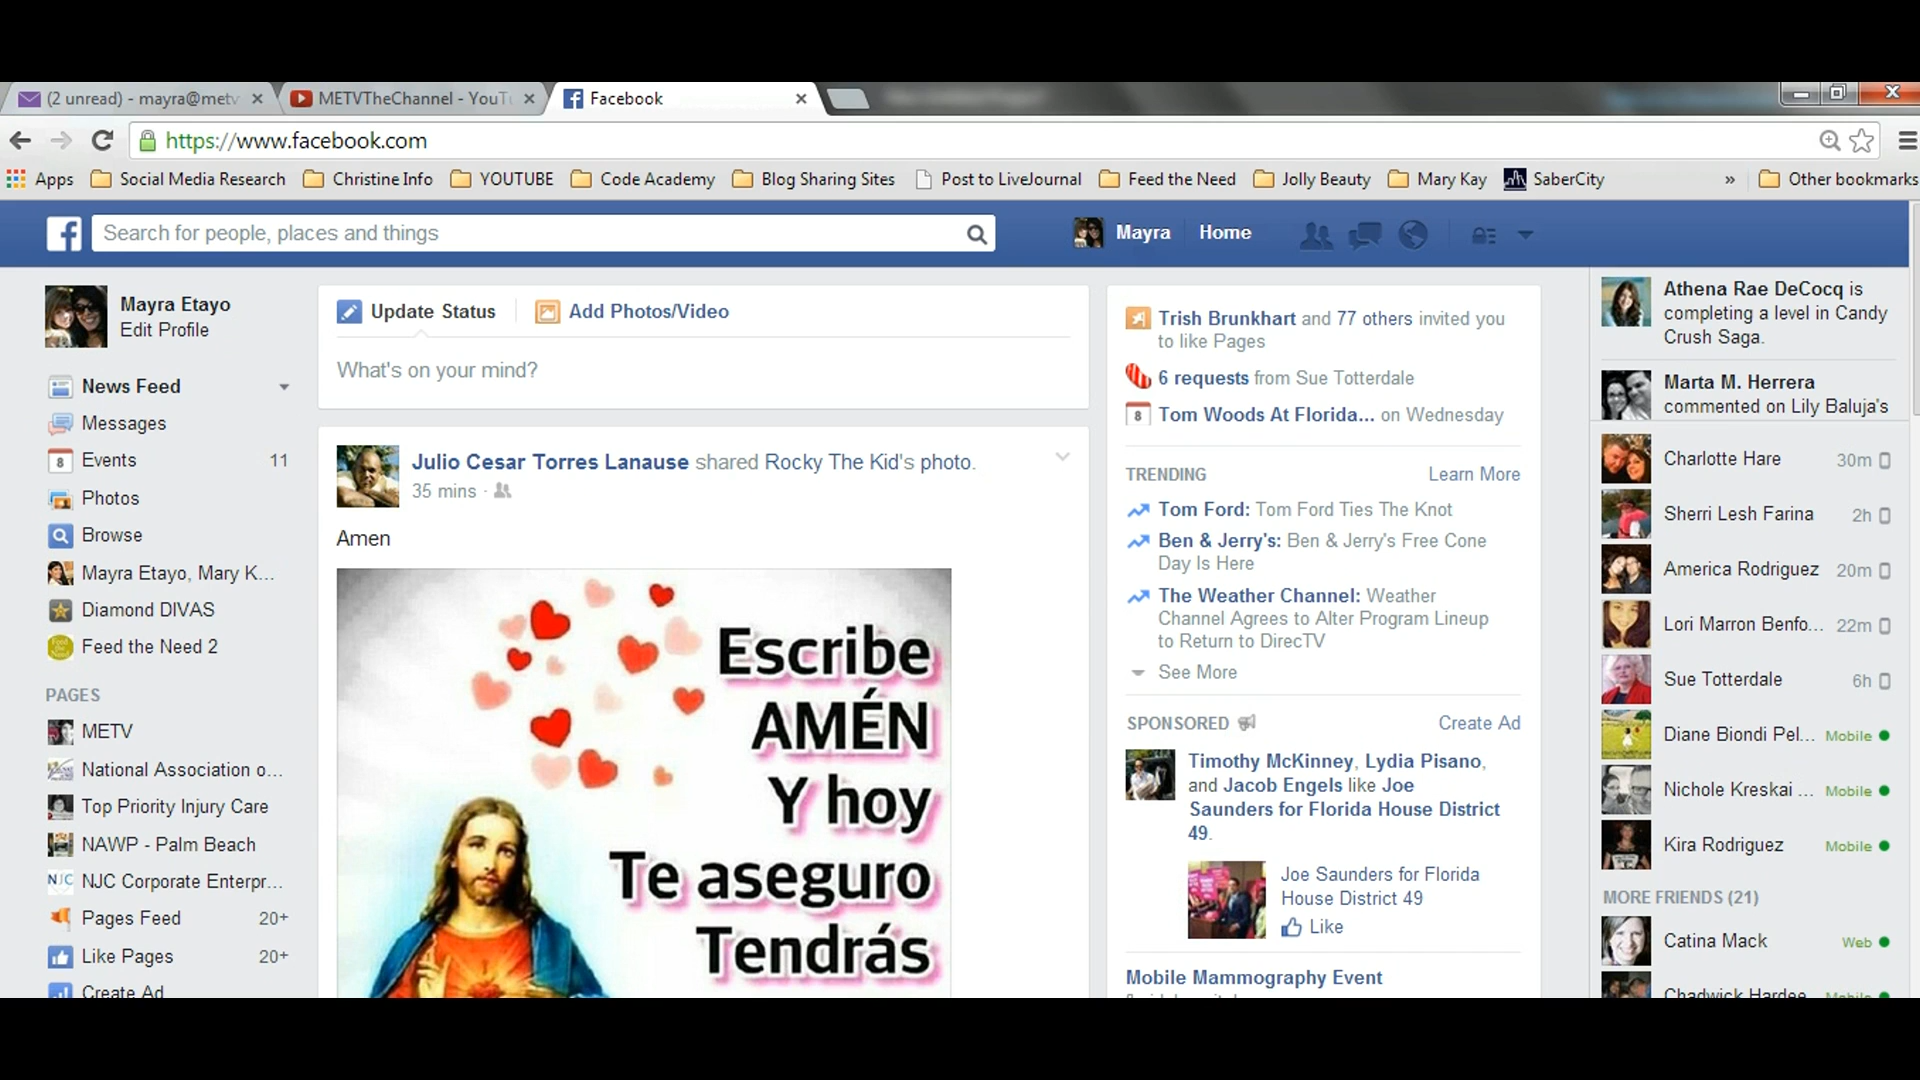 (2 unread) - mayra@metv
METVTheChannel - YouTu
Facebook
https://www.facebook.com
Apps
Social Media Research
Christine Info
YOUTUBE
Code Academy
Blog Sharing Sites
Post to LiveJournal
Feed the Need
Jolly Beauty
Mary Kay
SaberCity
»
Other bookmarks
Search for people, places and things
Mayra
Home
Mayra Etayo
Edit Profile
News Feed
Messages
Events 11
Photos
Browse
Mayra Etayo, Mary K...
Diamond DIVAS
Feed the Need 2
PAGES
METV
National Association o...
Top Priority Injury Care
NAWP - Palm Beach
NJC Corporate Enterpr...
Pages Feed 20+
Like Pages 20+
Create Ad
Update Status
Add Photos/Video
What's on your mind?
Julio Cesar Torres Lanause shared Rocky The Kid's photo.
35 mins ·
Amen
Escribe
AMÉN
Y hoy
Te aseguro
Tendrás
Trish Brunkhart and 77 others invited you
to like Pages
6 requests from Sue Totterdale
8 Tom Woods At Florida... on Wednesday
TRENDING
Learn More
Tom Ford: Tom Ford Ties The Knot
Ben & Jerry's: Ben & Jerry's Free Cone
Day Is Here
The Weather Channel: Weather
Channel Agrees to Alter Program Lineup
to Return to DirecTV
See More
SPONSORED
Create Ad
Timothy McKinney, Lydia Pisano,
and Jacob Engels like Joe
Saunders for Florida House District
49.
Joe Saunders for Florida
House District 49
Like
Mobile Mammography Event
Athena Rae DeCocq is
completing a level in Candy
Crush Saga.
Marta M. Herrera
commented on Lily Baluja's
Charlotte Hare 30m
Sherri Lesh Farina 2h
America Rodriguez 20m
Lori Marron Benfo... 22m
Sue Totterdale 6h
Diane Biondi Pel... Mobile
Nichole Kreskai ... Mobile
Kira Rodriguez Mobile
MORE FRIENDS (21)
Catina Mack Web
Chadwick Hardee Mobile